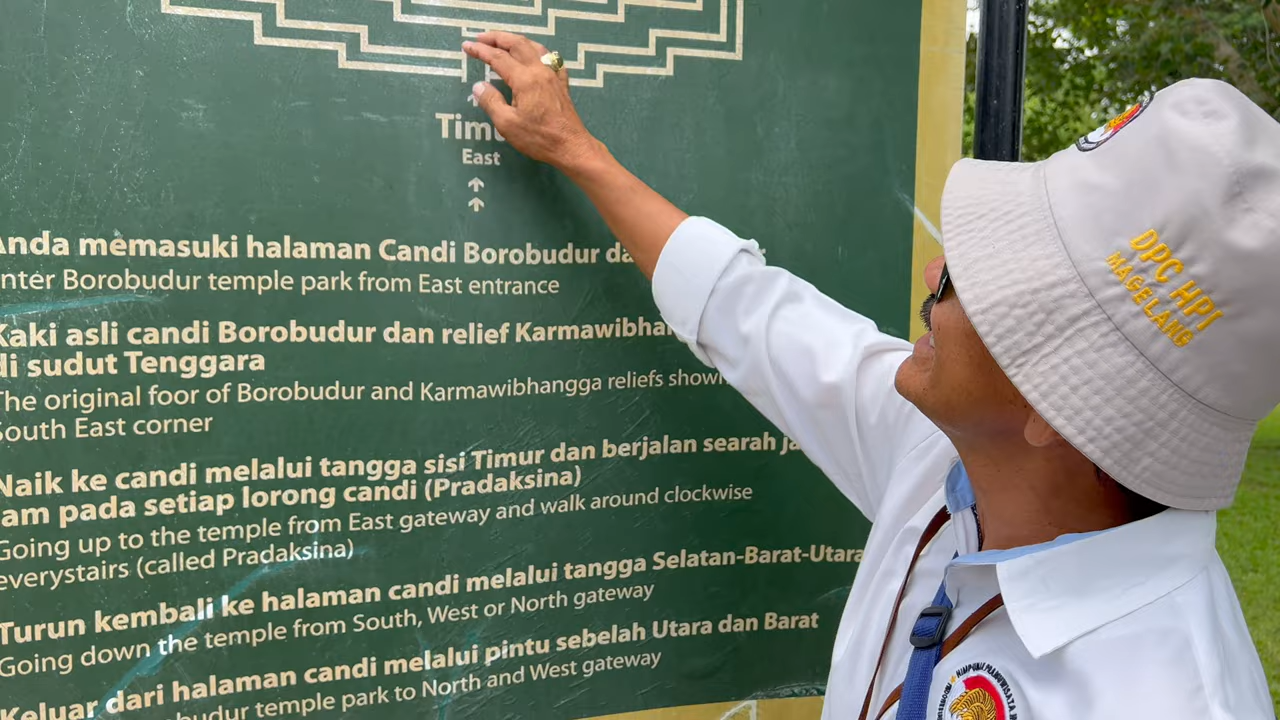 East
Anda memasuki halaman Candi Borobudur
nter Borobudur temple park from East entrance
Kaki asli candi Borobudur dan relief
di sudut Tenggara
The original foor of Borobudur and Karmawibhangga reliefs
South East corner
Naik ke candi melalui tangga sisi Timur dan berjalan searah
am pada setiap lorong candi (Pradaksina)
Going up to the temple from East gateway and walk around clockwise
everystairs (called Pradaksina)
Turun kembali ke halaman candi melalui tangga Selatan-Barat-Utara
Going down the temple from South, West or North gateway
Keluar dari halaman candi melalui pintu sebelah Utara dan Barat
budur temple park to North and West gateway
DPC HPI
MAGELANG